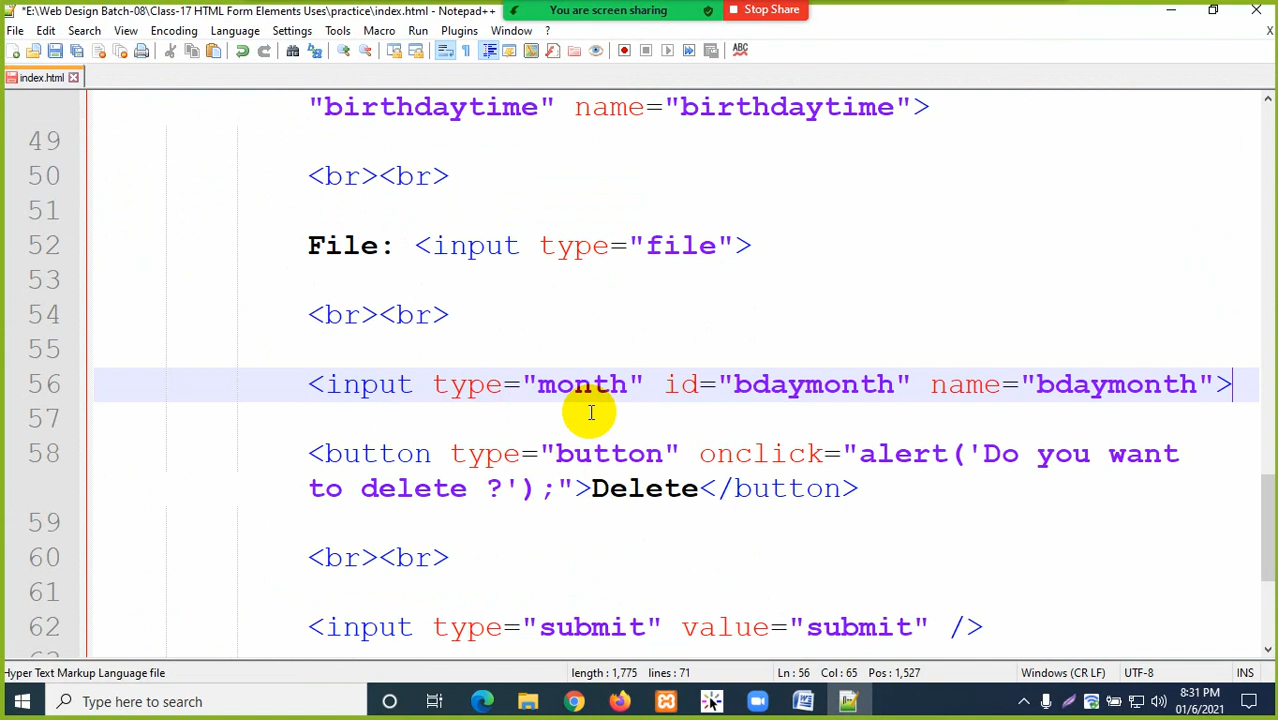 *E:\Web Design Batch-08\Class-17 HTML Form Elements Uses\practice\index.html - Notepad++
You are screen sharing
Stop Share
File Edit Search View Encoding Language Settings Tools Macro Run Plugins Window ? X
index.html
"birthdaytime" name="birthdaytime">
49
50 <br><br>
51
52 File: <input type="file">
53
54 <br><br>
55
56 <input type="month" id="bdaymonth" name="bdaymonth">
57
58 <button type="button" onclick="alert('Do you want
to delete ?');">Delete</button>
59
60 <br><br>
61
62 <input type="submit" value="submit" />
Hyper Text Markup Language file length : 1,775 lines : 71 Ln : 56 Col : 65 Pos : 1,527 Windows (CR LF) UTF-8 INS
Type here to search
8:31 PM
01/6/2021